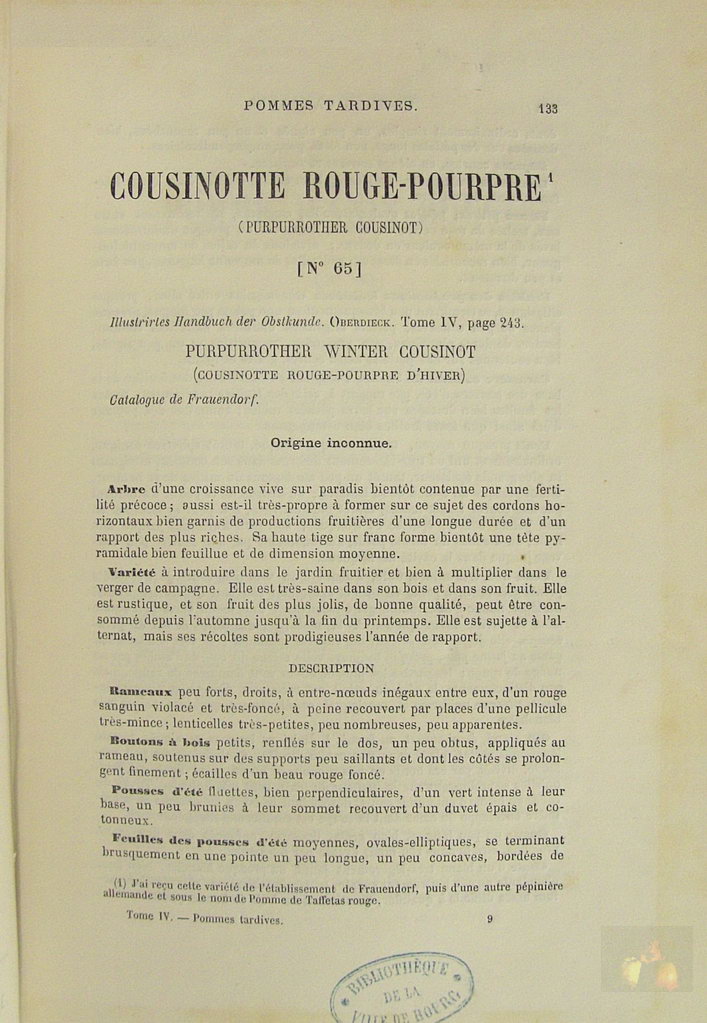 POMMES TARDIVES. 133
COUSINOTTE ROUGE-POURPRE¹
(PURPURROTHER COUSINOT)
[N° 65]
Illustrirtes Handbuch der Obstkunde. OBERDIECK. Tome IV, page 243.
PURPURROTHER WINTER COUSINOT
(COUSINOTTE ROUGE-POURPRE D'HIVER)
Catalogue de Frauendorf.
Origine inconnue.
Arbre d'une croissance vive sur paradis bientôt contenue par une ferti-
lité précoce ; aussi est-il très-propre à former sur ce sujet des cordons ho-
rizontaux bien garnis de productions fruitières d'une longue durée et d'un
rapport des plus riches. Sa haute tige sur franc forme bientôt une tête py-
ramidale bien feuillue et de dimension moyenne.
Variété à introduire dans le jardin fruitier et bien à multiplier dans le
verger de campagne. Elle est très-saine dans son bois et dans son fruit. Elle
est rustique, et son fruit des plus jolis, de bonne qualité, peut être con-
sommé depuis l'automne jusqu'à la fin du printemps. Elle est sujette à l'al-
ternat, mais ses récoltes sont prodigieuses l'année de rapport.
DESCRIPTION
Rameaux peu forts, droits, à entre-nœuds inégaux entre eux, d'un rouge
sanguin violacé et très-foncé, à peine recouvert par places d'une pellicule
très-mince ; lenticelles très-petites, peu nombreuses, peu apparentes.
Boutons à bois petits, renflés sur le dos, un peu obtus, appliqués au
rameau, soutenus sur des supports peu saillants et dont les côtés se prolon-
gent finement ; écailles d'un beau rouge foncé.
Pousses d'été fluettes, bien perpendiculaires, d'un vert intense à leur
base, un peu brunies à leur sommet recouvert d'un duvet épais et co-
tonneux.
Feuilles des pousses d'été moyennes, ovales-elliptiques, se terminant
brusquement en une pointe un peu longue, un peu concaves, bordées de
(1) J'ai reçu cette variété de l'établissement de Frauendorf, puis d'une autre pépinière
allemande et sous le nom de Pomme de Taffetas rouge.
Tome IV. — Pommes tardives. 9
BIBLIOTHÈQUE
DE LA
VILLE DE BOURG